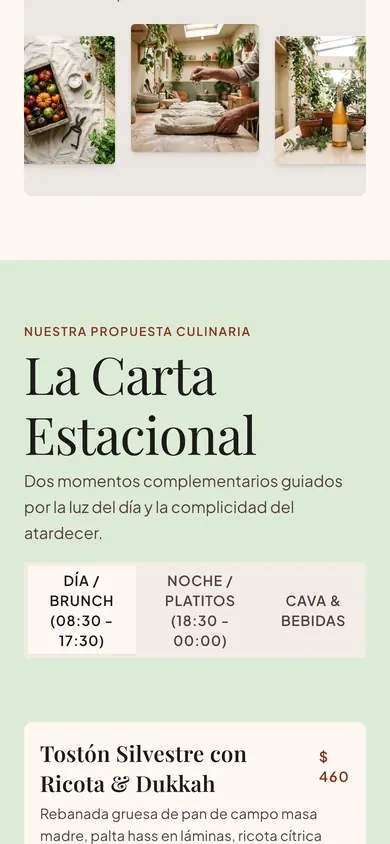 NUESTRA PROPUESTA CULINARIA
La Carta
Estacional
Dos momentos complementarios guiados
por la luz del día y la complicidad del
atardecer.
DÍA /
BRUNCH
(08:30 –
17:30)
NOCHE /
PLATITOS
(18:30 –
00:00)
CAVA &
BEBIDAS
Tostón Silvestre con
Ricota & Dukkah
$
460
Rebanada gruesa de pan de campo masa
madre, palta hass en láminas, ricota cítrica